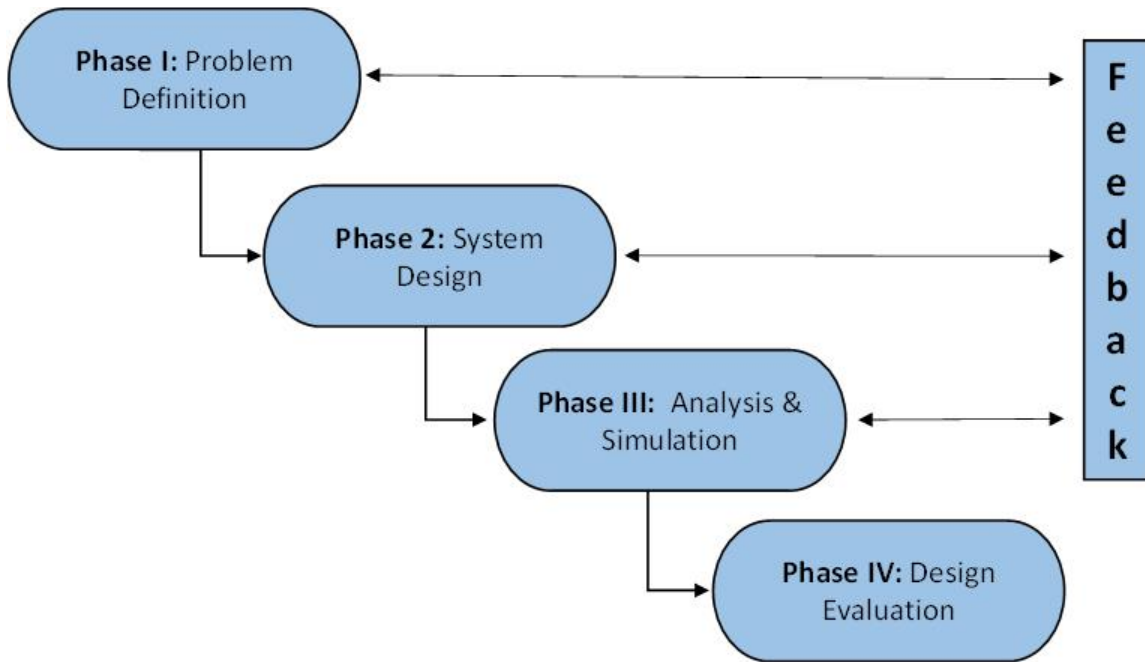 Phase I: Problem
Definition
Phase 2: System
Design
Phase III:  Analysis &
Simulation
Phase IV: Design
Evaluation
F
e
e
d
b
a
c
k